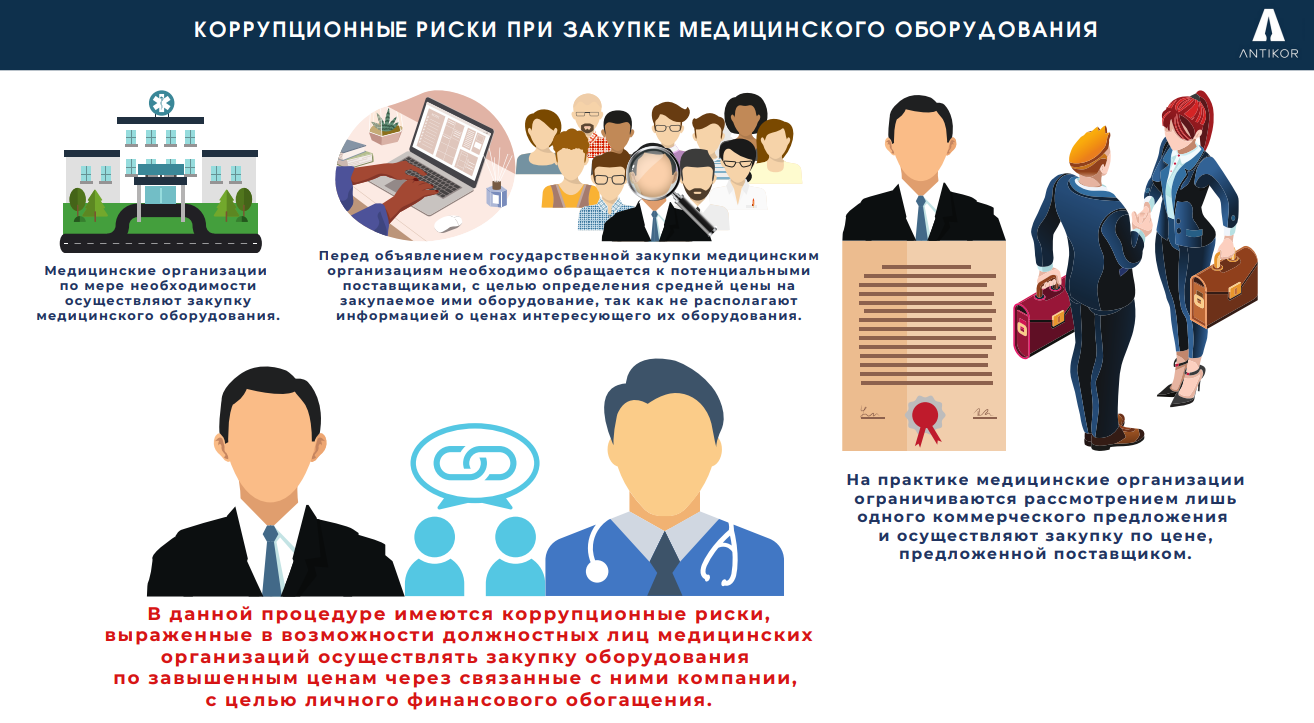 КОРРУПЦИОННЫЕ РИСКИ ПРИ ЗАКУПКЕ МЕДИЦИНСКОГО ОБОРУДОВАНИЯ
ANTIKOR
Медицинские организации
по мере необходимости
осуществляют закупку
медицинского оборудования.
Перед объявлением государственной закупки медицинским
организациям необходимо обращается к потенциальными
поставщиками, с целью определения средней цены на
закупаемое ими оборудование, так как не располагают
информацией о ценах интересующего их оборудования.
На практике медицинские организации
ограничиваются рассмотрением лишь
одного коммерческого предложения
и осуществляют закупку по цене,
предложенной поставщиком.
В данной процедуре имеются коррупционные риски,
выраженные в возможности должностных лиц медицинских
организаций осуществлять закупку оборудования
по завышенным ценам через связанные с ними компании,
с целью личного финансового обогащения.